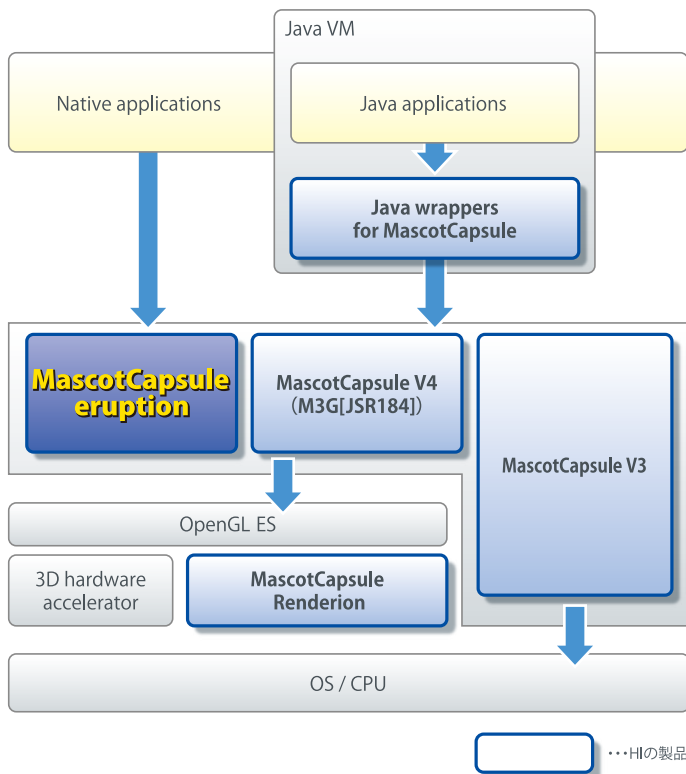 Java VM
Native applications
Java applications
Java wrappers
for MascotCapsule
MascotCapsule
eruption
MascotCapsule V4
（M3G[JSR184]）
MascotCapsule V3
OpenGL ES
3D hardware
accelerator
MascotCapsule
Renderion
OS / CPU
･･･HIの製品